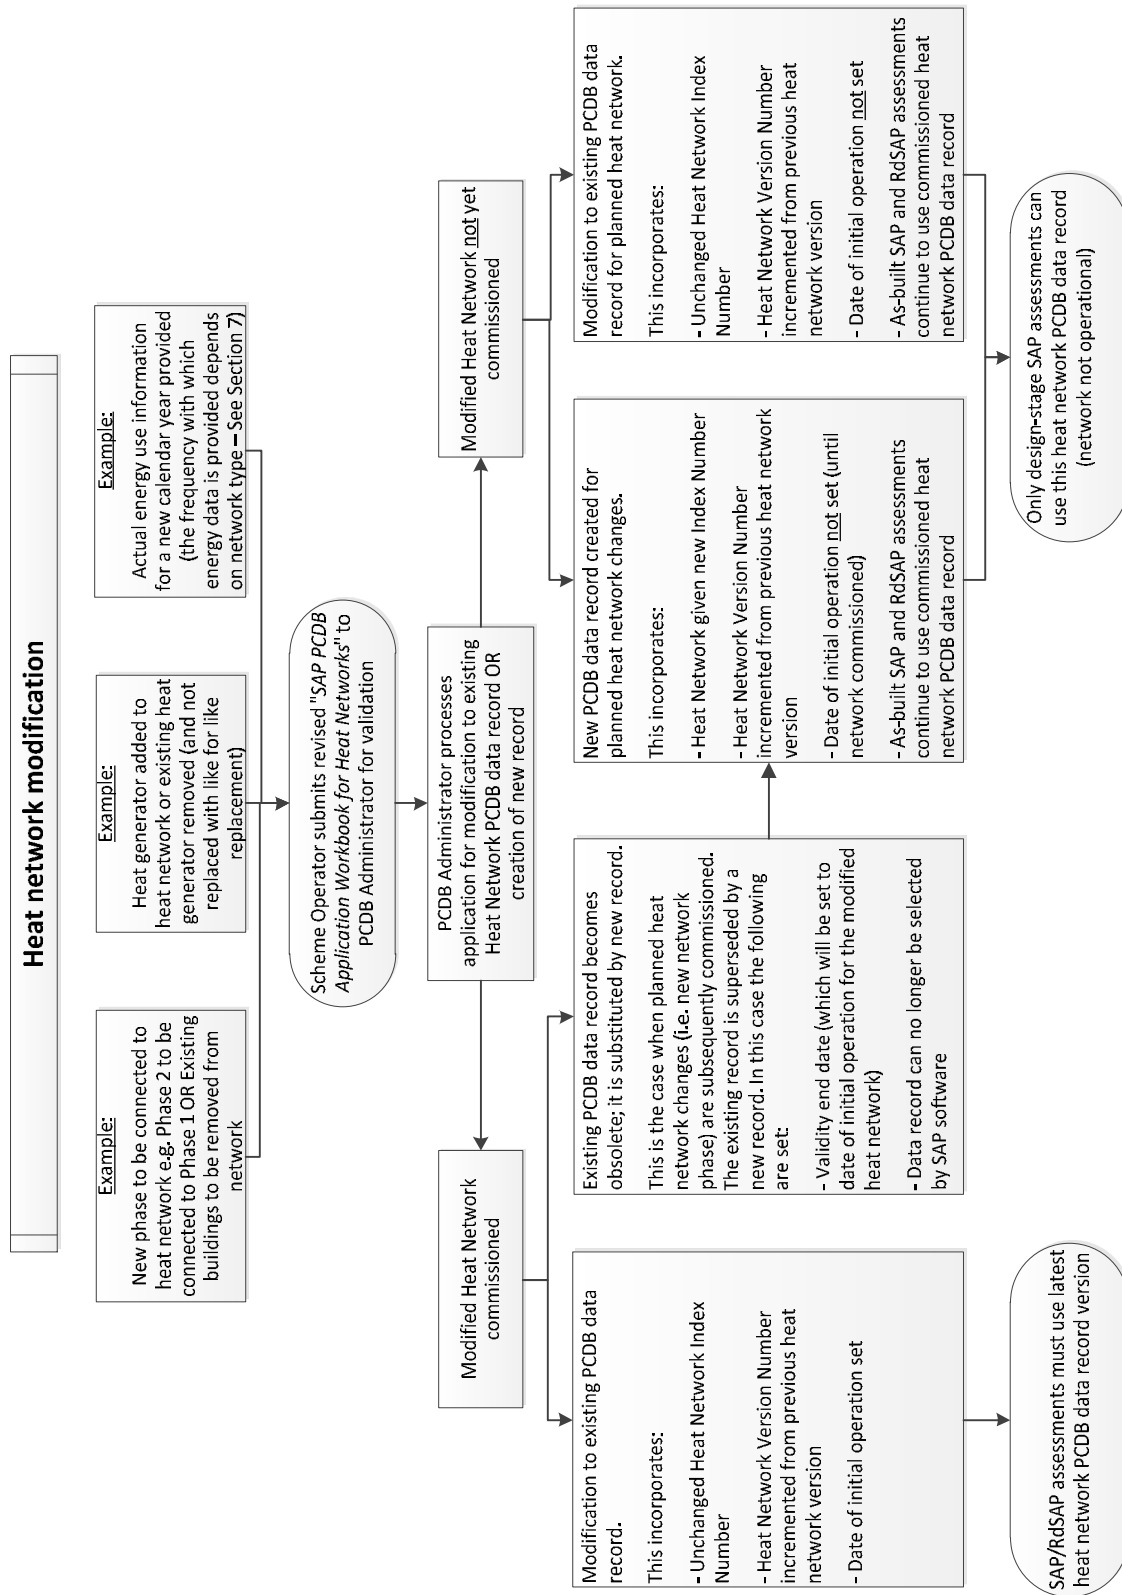 Heat network modification
Example:
New phase to be connected to
heat network e.g. Phase 2 to be
connected to Phase 1 OR Existing
buildings to be removed from
network
Example:
Heat generator added to
heat network or existing heat
generator removed (and not
replaced with like for like
replacement)
Example:
Actual energy use information
for a new calendar year provided
(the frequency with which
energy data is provided depends
on network type – See Section 7)
Scheme Operator submits revised "SAP PCDB
Application Workbook for Heat Networks" to
PCDB Administrator for validation
PCDB Administrator processes
application for modification to existing
Heat Network PCDB data record OR
creation of new record
Modified Heat Network
commissioned
Modified Heat Network not yet
commissioned
Modification to existing PCDB data
record.
This incorporates:
- Unchanged Heat Network Index
Number
- Heat Network Version Number
incremented from previous heat
network version
- Date of initial operation set
Existing PCDB data record becomes
obsolete; it is substituted by new record.
This is the case when planned heat
network changes (i.e. new network
phase) are subsequently commissioned.
The existing record is superseded by a
new record. In this case the following
are set:
- Validity end date (which will be set to
date of initial operation for the modified
heat network)
- Data record can no longer be selected
by SAP software
New PCDB data record created for
planned heat network changes.
This incorporates:
- Heat Network given new Index Number
- Heat Network Version Number
incremented from previous heat network
version
- Date of initial operation not set (until
network commissioned)
- As-built SAP and RdSAP assessments
continue to use commissioned heat
network PCDB data record
Modification to existing PCDB data
record for planned heat network.
This incorporates:
- Unchanged Heat Network Index
Number
- Heat Network Version Number
incremented from previous heat
network version
- Date of initial operation not set
- As-built SAP and RdSAP assessments
continue to use commissioned heat
network PCDB data record
SAP/RdSAP assessments must use latest
heat network PCDB data record version
Only design-stage SAP assessments can
use this heat network PCDB data record
(network not operational)